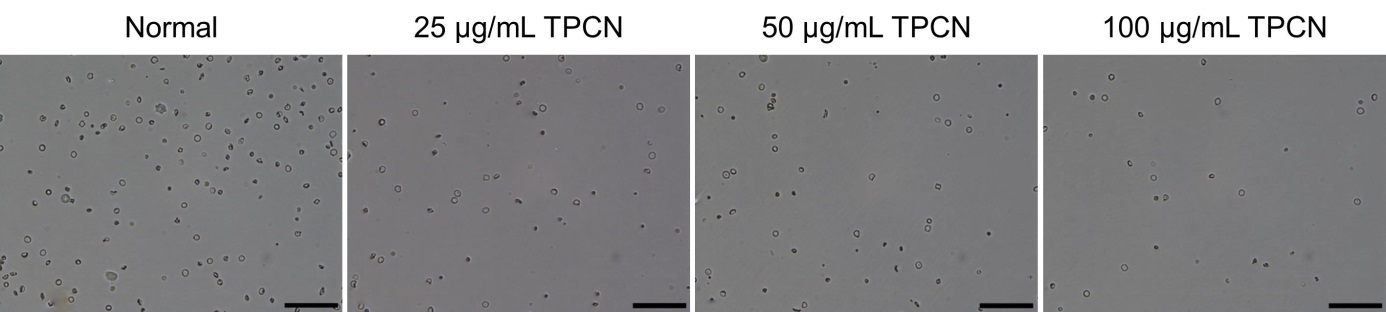 Normal
25 µg/mL TPCN
50 µg/mL TPCN
100 µg/mL TPCN